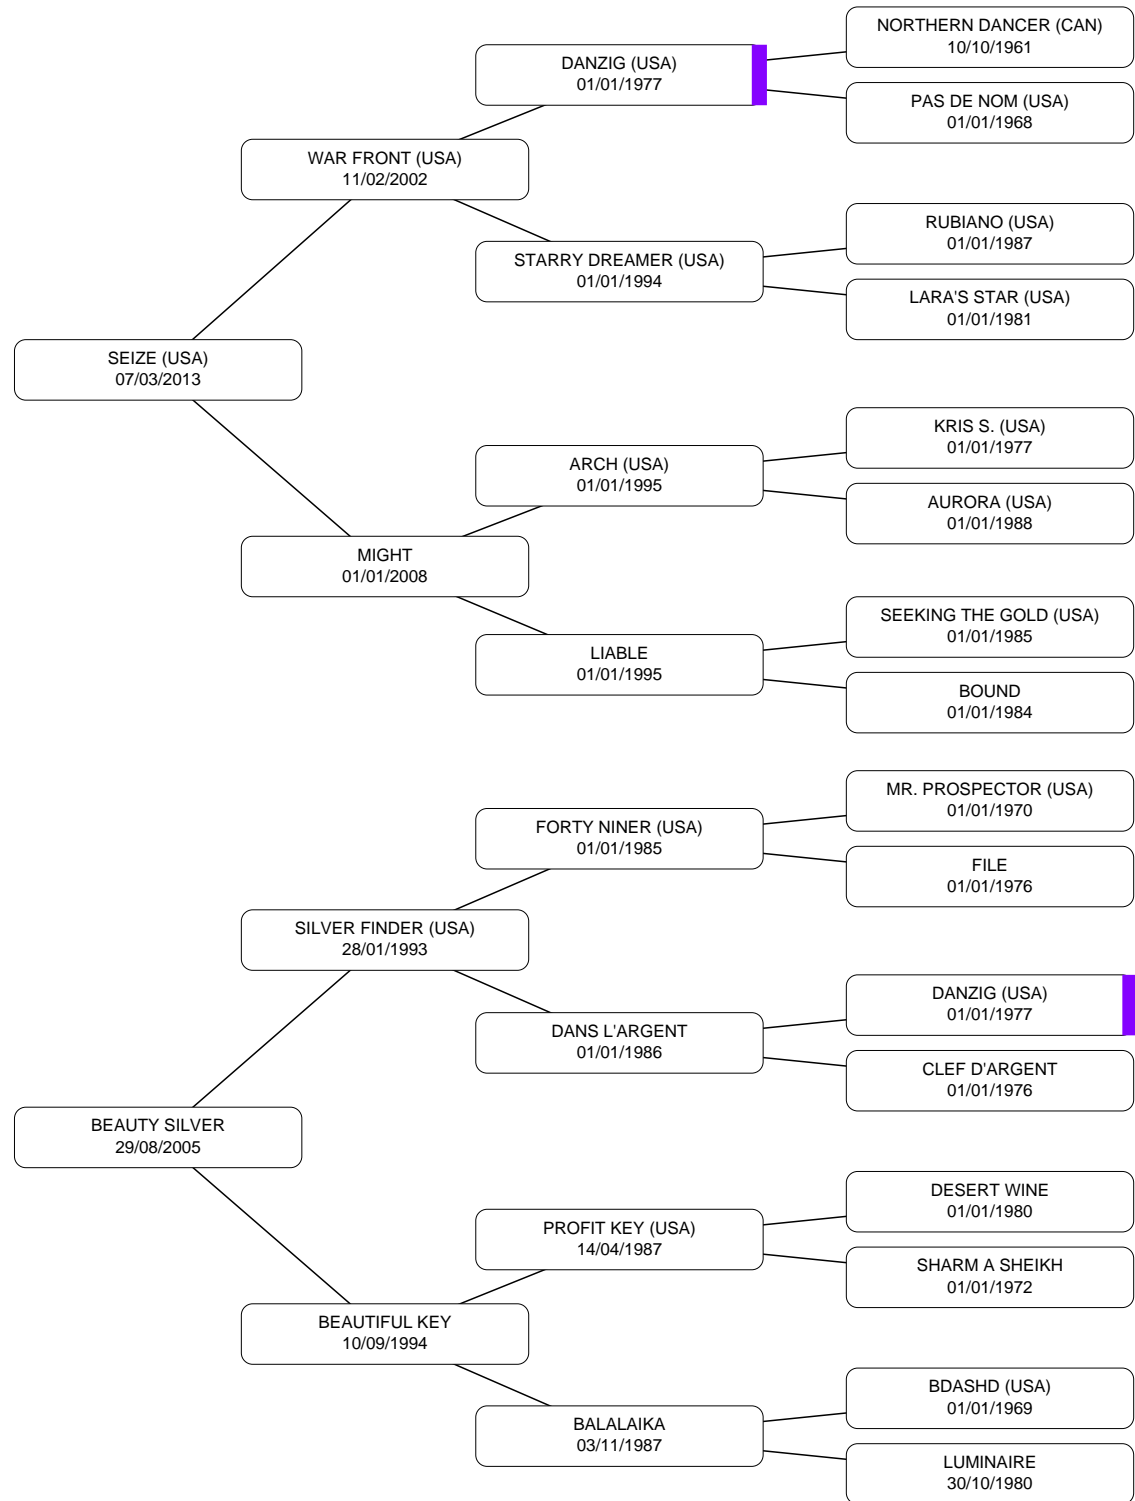 NORTHERN DANCER (CAN)
10/10/1961
DANZIG (USA)
01/01/1977
PAS DE NOM (USA)
01/01/1968
WAR FRONT (USA)
11/02/2002
RUBIANO (USA)
01/01/1987
STARRY DREAMER (USA)
01/01/1994
LARA'S STAR (USA)
01/01/1981
SEIZE (USA)
07/03/2013
KRIS S. (USA)
01/01/1977
ARCH (USA)
01/01/1995
AURORA (USA)
01/01/1988
MIGHT
01/01/2008
SEEKING THE GOLD (USA)
01/01/1985
LIABLE
01/01/1995
BOUND
01/01/1984
MR. PROSPECTOR (USA)
01/01/1970
FORTY NINER (USA)
01/01/1985
FILE
01/01/1976
SILVER FINDER (USA)
28/01/1993
DANZIG (USA)
01/01/1977
DANS L'ARGENT
01/01/1986
CLEF D'ARGENT
01/01/1976
BEAUTY SILVER
29/08/2005
DESERT WINE
01/01/1980
PROFIT KEY (USA)
14/04/1987
SHARM A SHEIKH
01/01/1972
BEAUTIFUL KEY
10/09/1994
BDASHD (USA)
01/01/1969
BALALAIKA
03/11/1987
LUMINAIRE
30/10/1980